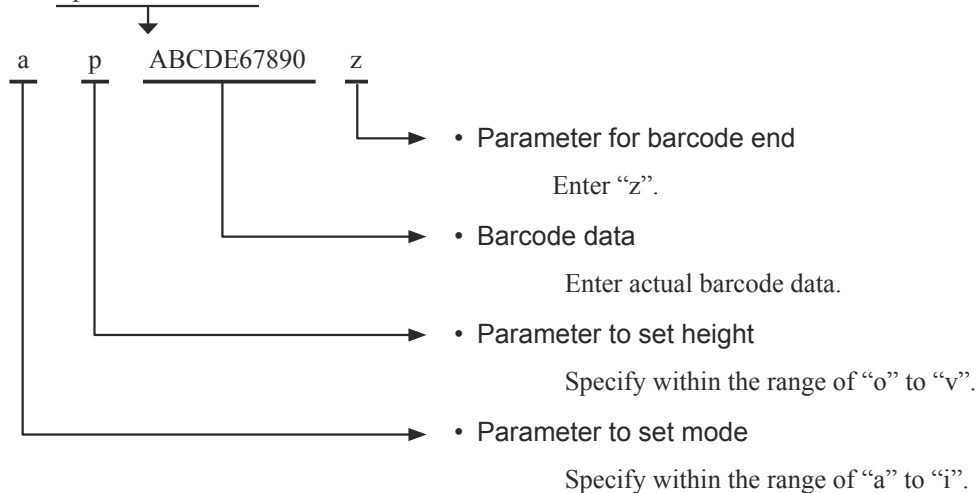 a p ABCDE67890 z
• Parameter for barcode end
Enter “z”.
• Barcode data
Enter actual barcode data.
• Parameter to set height
Specify within the range of “o” to “v”.
• Parameter to set mode
Specify within the range of “a” to “i”.